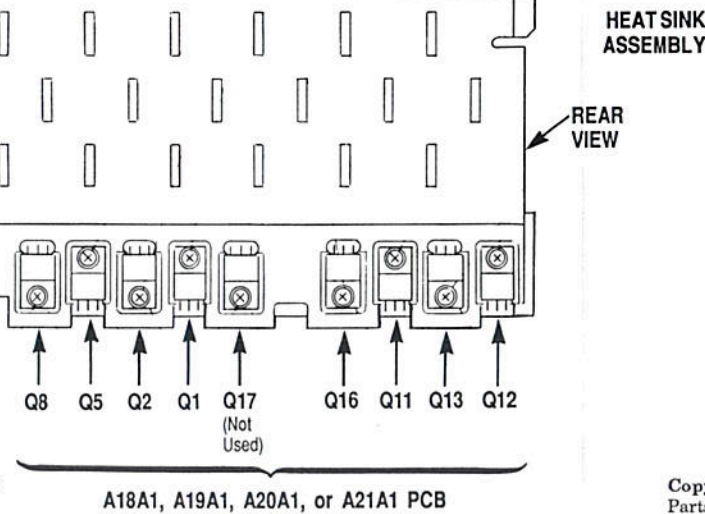 HEAT SINK
ASSEMBLY
REAR
VIEW
Q8 Q5 Q2 Q1 Q17 Q16 Q11 Q13 Q12
(Not
Used)
A18A1, A19A1, A20A1, or A21A1 PCB
Copy
Parts